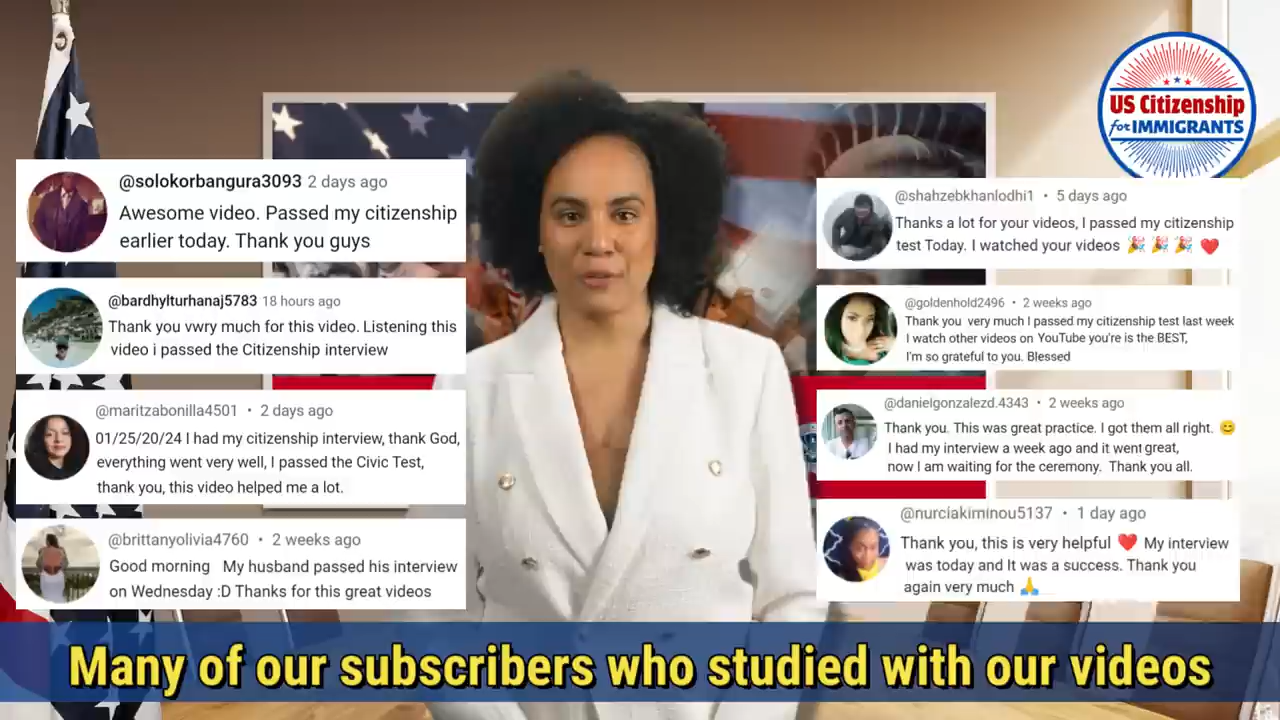 US Citizenship
for IMMIGRANTS
@solokorbangura3093 2 days ago
Awesome video. Passed my citizenship
earlier today. Thank you guys
@bardhylturhanaj5783 18 hours ago
Thank you vwry much for this video. Listening this
video i passed the Citizenship interview
@maritzabonilla4501 • 2 days ago
01/25/20/24 I had my citizenship interview, thank God,
everything went very well, I passed the Civic Test,
thank you, this video helped me a lot.
@brittanyolivia4760 • 2 weeks ago
Good morning My husband passed his interview
on Wednesday :D Thanks for this great videos
@shahzebkhanlodhi1 • 5 days ago
Thanks a lot for your videos, I passed my citizenship
test Today. I watched your videos 🎉 🎉 🎉 ❤️
@goldenhold2496 • 2 weeks ago
Thank you very much I passed my citizenship test last week
I watch other videos on YouTube you're is the BEST,
I'm so grateful to you. Blessed
@danielgonzalezd.4343 • 2 weeks ago
Thank you. This was great practice. I got them all right. 😊
I had my interview a week ago and it went great,
now I am waiting for the ceremony. Thank you all.
@nurciakiminou5137 • 1 day ago
Thank you, this is very helpful ❤️ My interview
was today and It was a success. Thank you
again very much 🙏
Many of our subscribers who studied with our videos